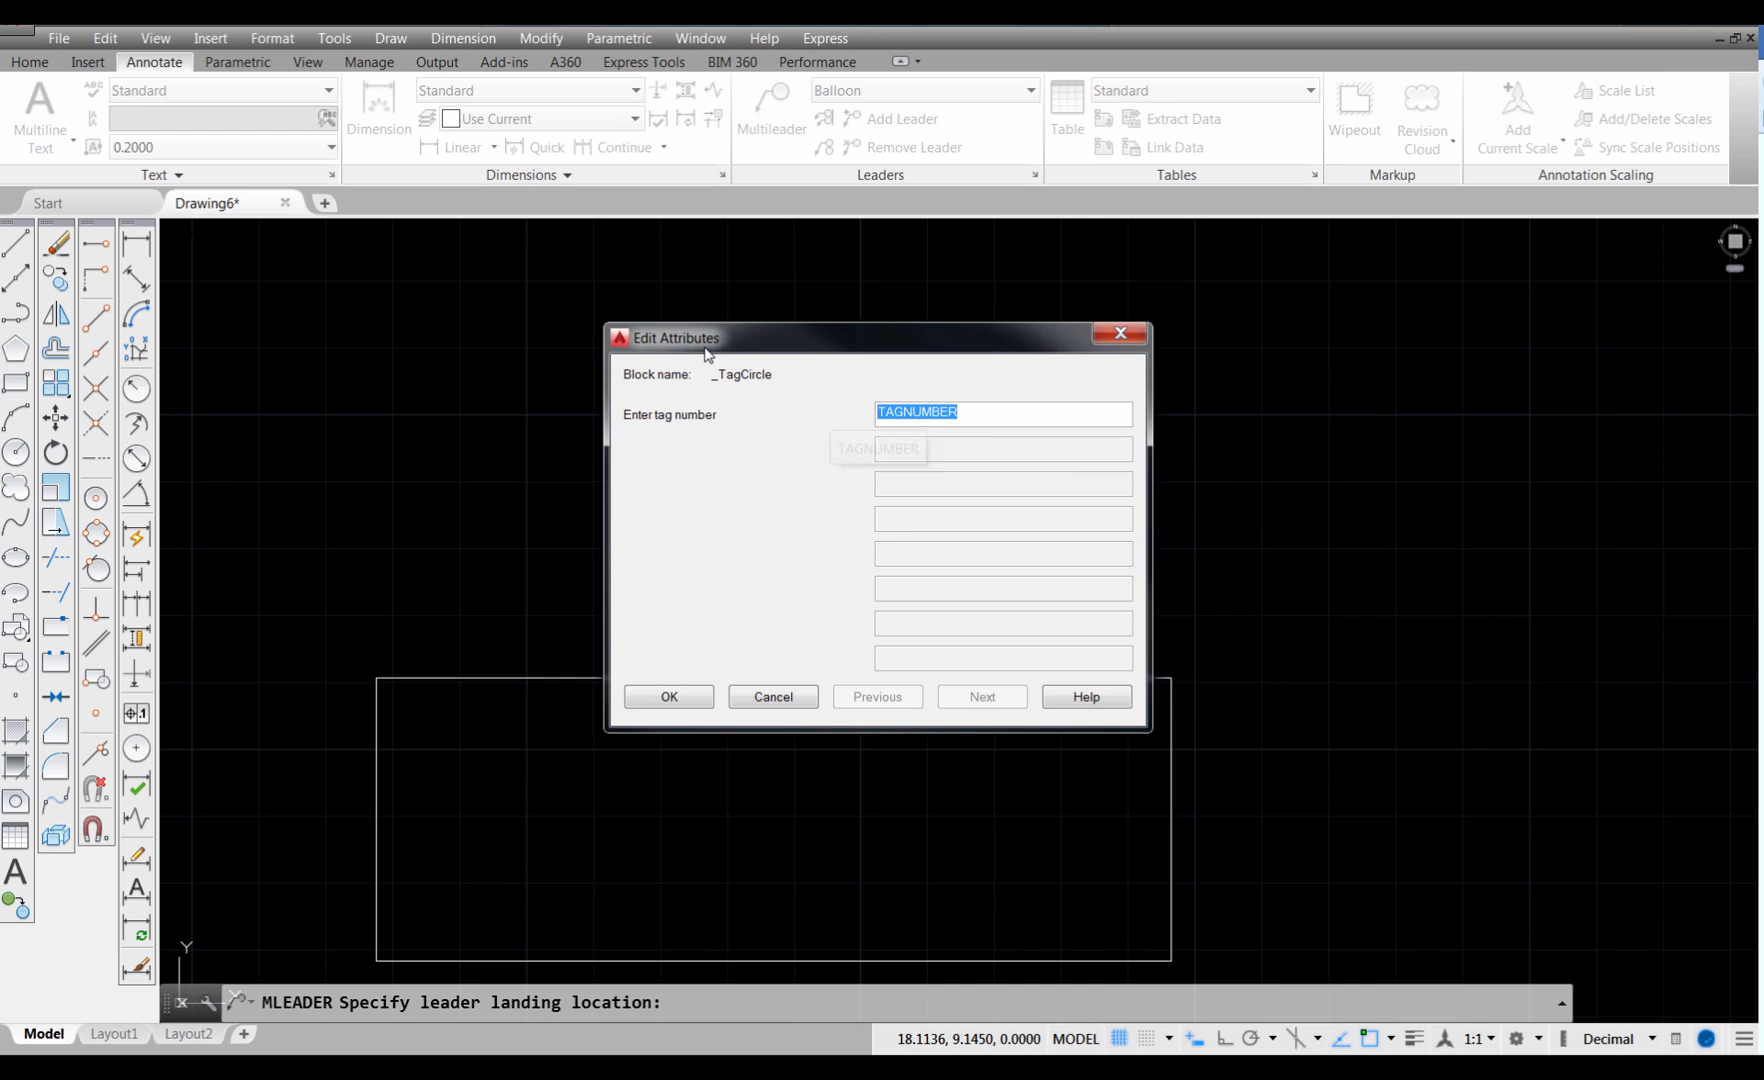 File Edit View Insert Format Tools Draw Dimension Modify Parametric Window Help Express
Home Insert Annotate Parametric View Manage Output Add-ins A360 Express Tools BIM 360 Performance
Multiline Text
Standard
0.2000
Text
Dimension
Standard
Use Current
Linear Quick Continue
Dimensions
Multileader
Balloon
Add Leader
Remove Leader
Leaders
Table
Standard
Extract Data
Link Data
Tables
Wipeout
Revision Cloud
Markup
Add Current Scale
Scale List
Add/Delete Scales
Sync Scale Positions
Annotation Scaling
Start Drawing6*
Edit Attributes
Block name: _TagCircle
Enter tag number TAGNUMBER
TAGNUMBER
OK Cancel Previous Next Help
Y
X
MLEADER Specify leader landing location:
Model Layout1 Layout2
18.1136, 9.1450, 0.0000 MODEL 1:1 Decimal